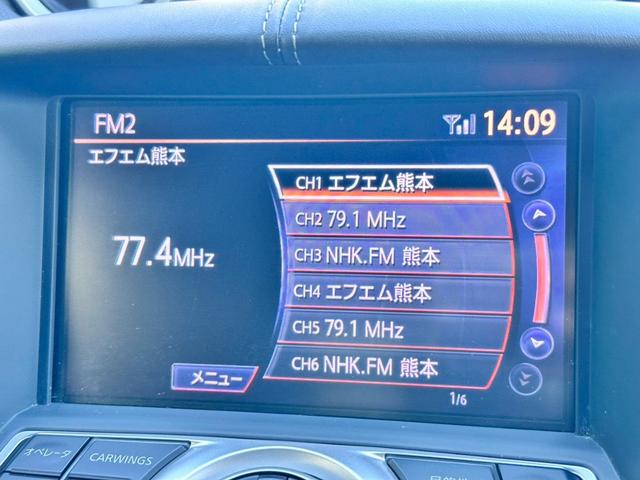 FM2
14:09
エフエム熊本
77.4MHz
CH1 エフエム熊本
CH2 79.1 MHz
CH3 NHK.FM 熊本
CH4 エフエム熊本
CH5 79.1 MHz
CH6 NHK.FM 熊本
メニュー
1/6
オペレータ
CARWINGS